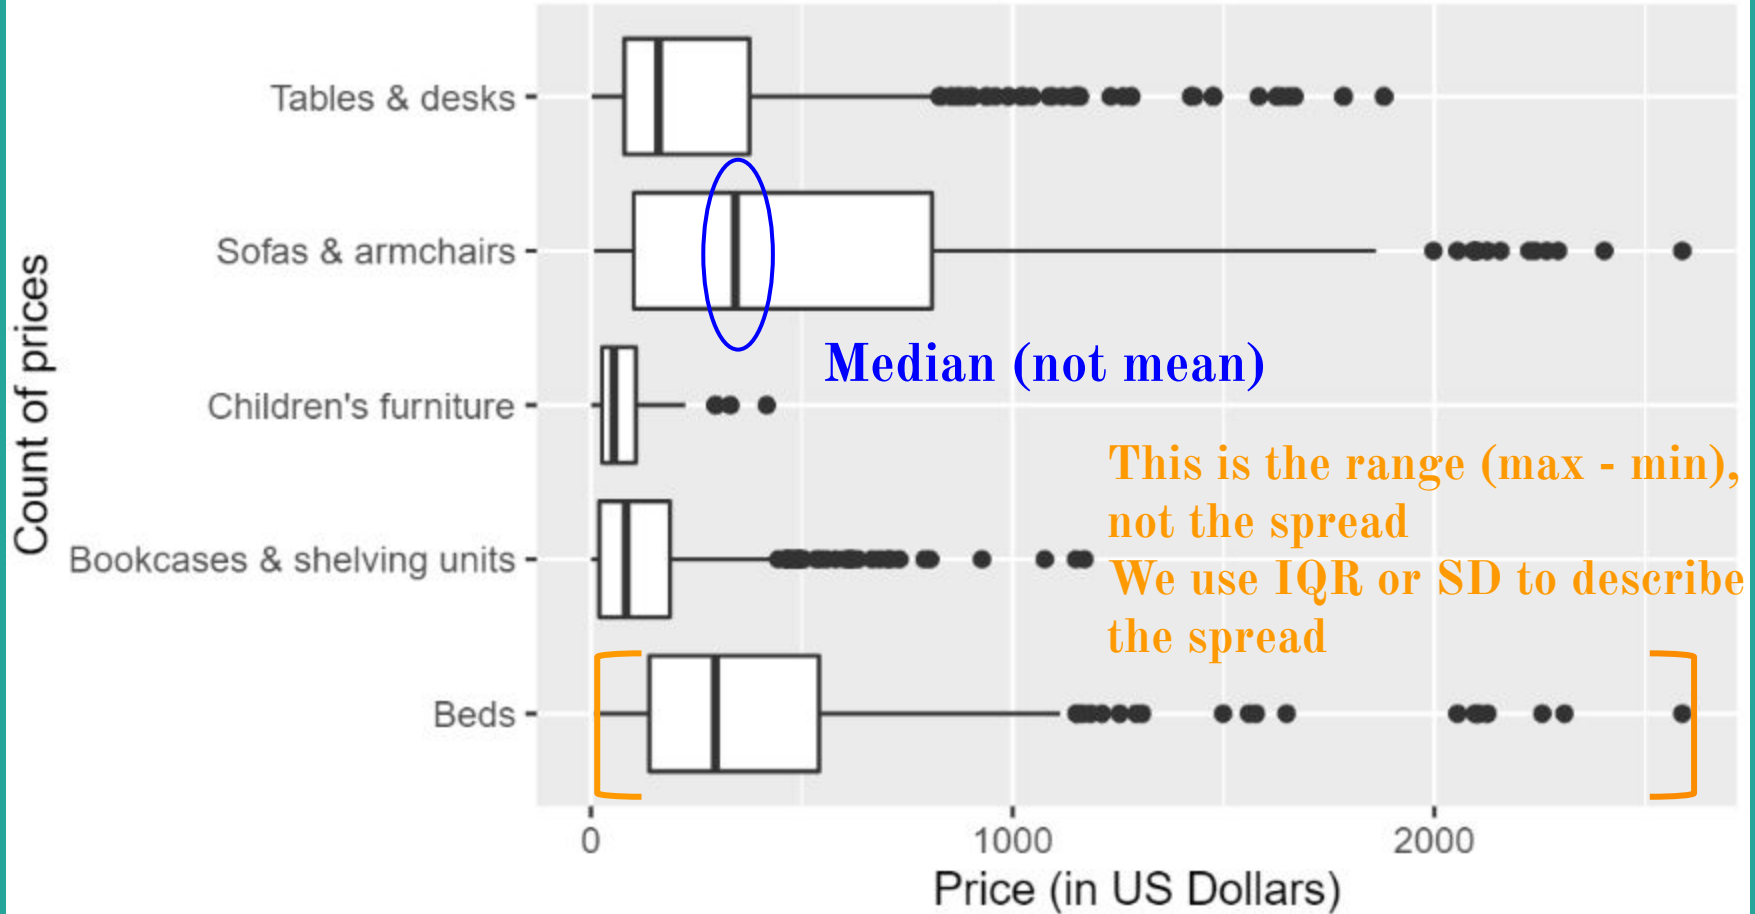 Count of prices
Tables & desks
Sofas & armchairs
Children's furniture
Bookcases & shelving units
Beds
Median (not mean)
This is the range (max - min),
not the spread
We use IQR or SD to describe
the spread
0
1000
2000
Price (in US Dollars)